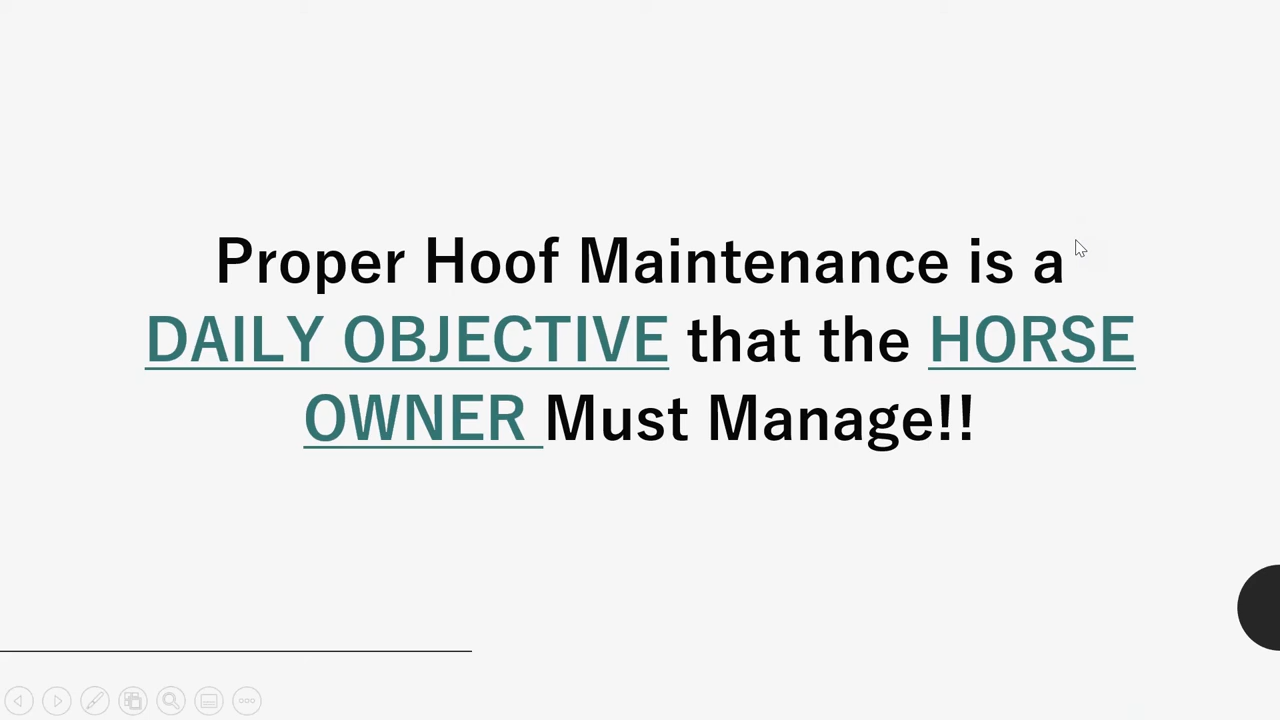 Proper Hoof Maintenance is a
DAILY OBJECTIVE that the HORSE
OWNER Must Manage!!